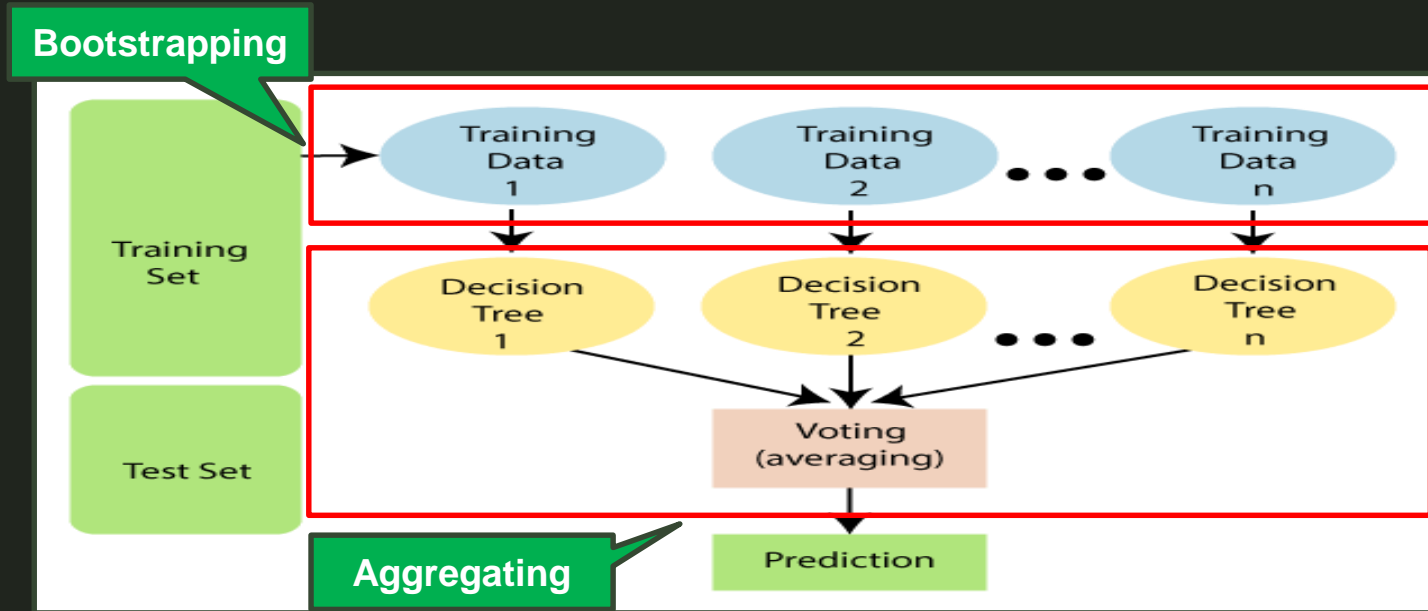 Bootstrapping
Training
Data
1
Training
Data
2
Training
Data
n
Training
Set
Decision
Tree
1
Decision
Tree
2
Decision
Tree
n
Voting
(averaging)
Test Set
Aggregating
Prediction